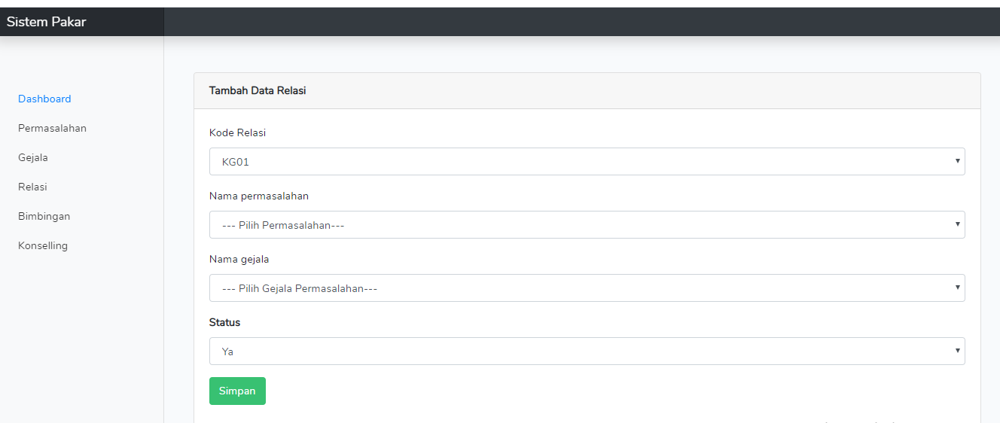 Sistem Pakar
Dashboard
Permasalahan
Gejala
Relasi
Bimbingan
Konselling
Tambah Data Relasi
Kode Relasi
KG01
Nama permasalahan
--- Pilih Permasalahan---
Nama gejala
--- Pilih Gejala Permasalahan---
Status
Ya
Simpan